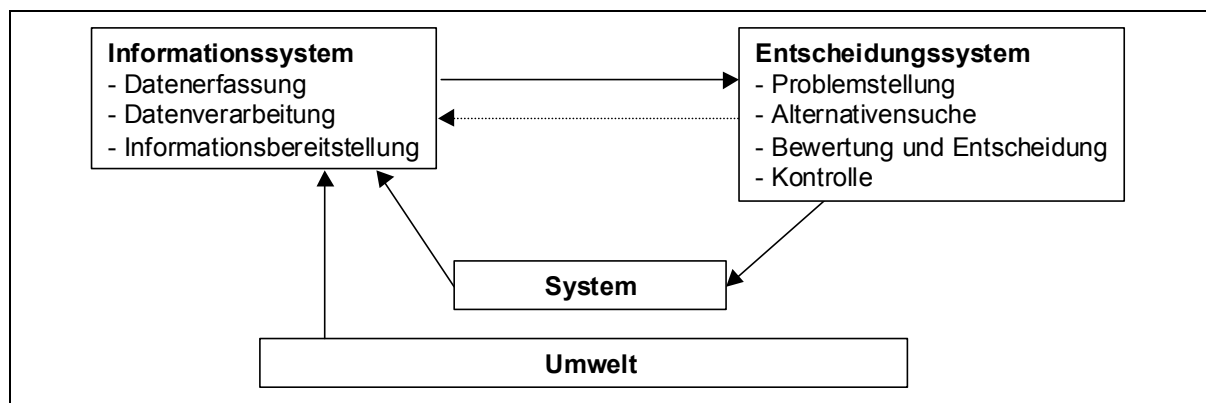 Informationssystem
- Datenerfassung
- Datenverarbeitung
- Informationsbereitstellung
Entscheidungssystem
- Problemstellung
- Alternativensuche
- Bewertung und Entscheidung
- Kontrolle
System
Umwelt